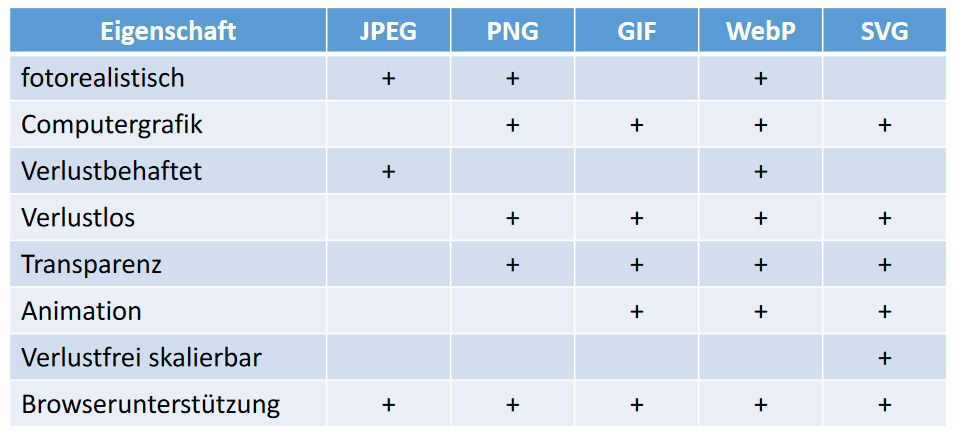 Eigenschaft JPEG PNG GIF WebP SVG
fotorealistisch + + +
Computergrafik + + + +
Verlustbehaftet + +
Verlustlos + + + +
Transparenz + + + +
Animation + + +
Verlustfrei skalierbar +
Browserunterstützung + + + + +